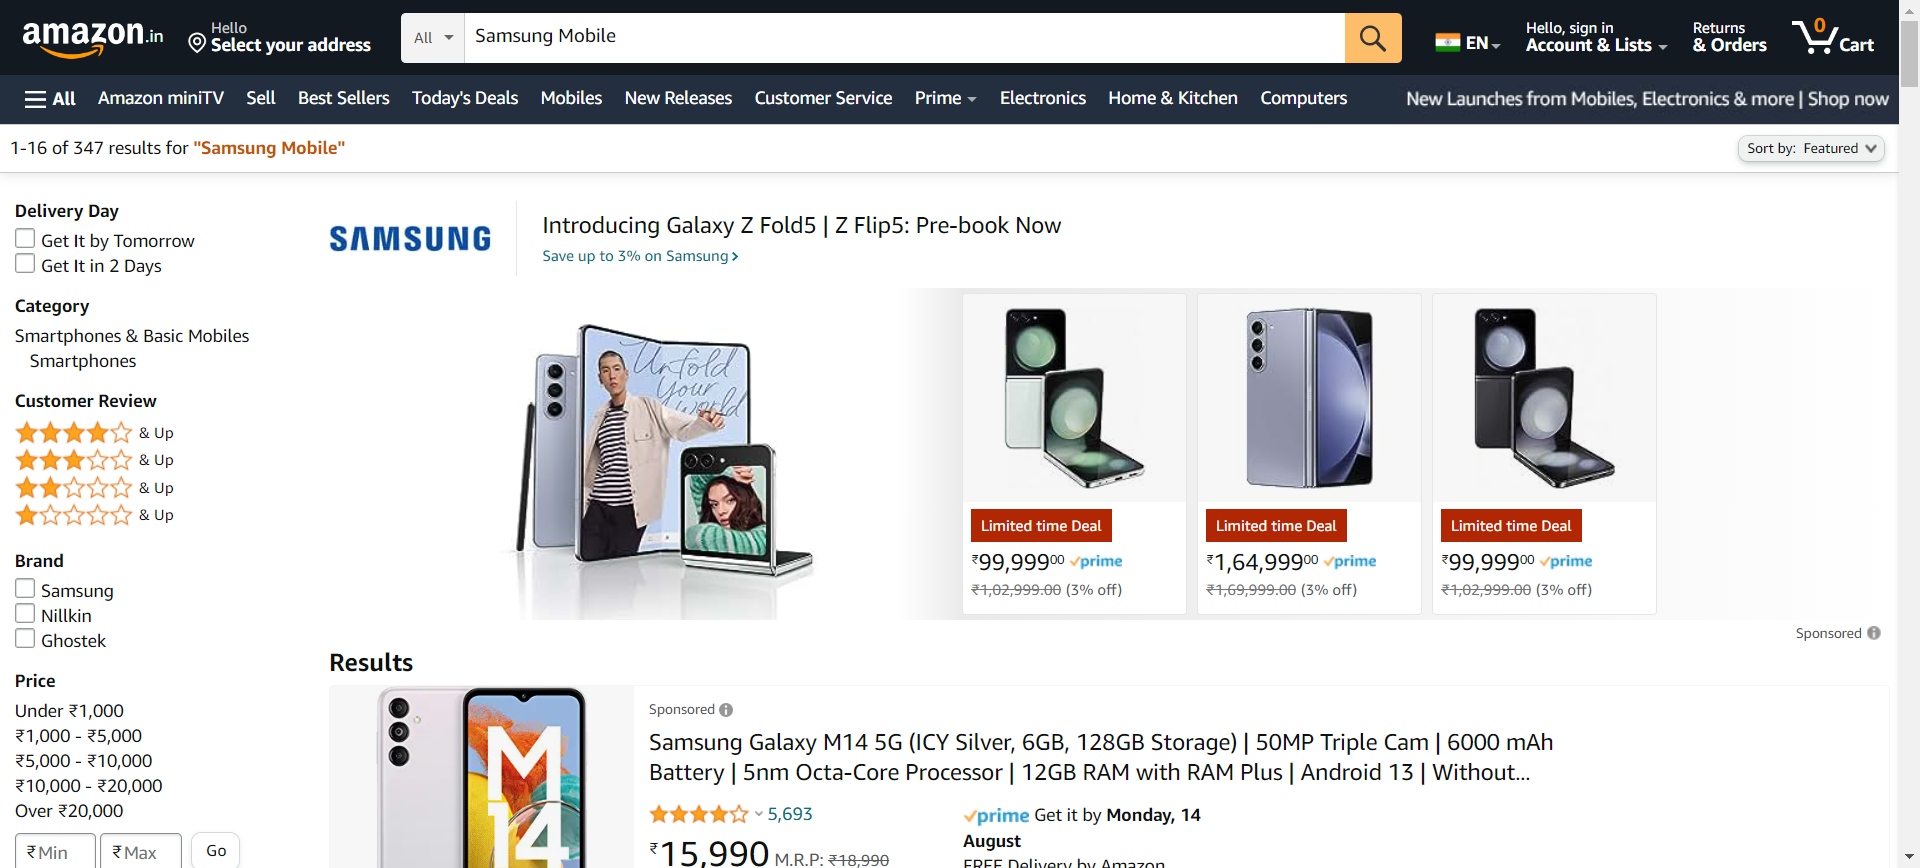 amazon.in
Hello
Select your address
All
Samsung Mobile
EN
Hello, sign in
Account & Lists
Returns
& Orders
0
Cart
All
Amazon miniTV
Sell
Best Sellers
Today's Deals
Mobiles
New Releases
Customer Service
Prime
Electronics
Home & Kitchen
Computers
New Launches from Mobiles, Electronics & more | Shop now
1-16 of 347 results for "Samsung Mobile"
Sort by: Featured
Delivery Day
Get It by Tomorrow
Get It in 2 Days
Category
Smartphones & Basic Mobiles
Smartphones
Customer Review
& Up
& Up
& Up
& Up
Brand
Samsung
Nillkin
Ghostek
Price
Under ₹1,000
₹1,000 - ₹5,000
₹5,000 - ₹10,000
₹10,000 - ₹20,000
Over ₹20,000
₹ Min
₹ Max
Go
SAMSUNG
Introducing Galaxy Z Fold5 | Z Flip5: Pre-book Now
Save up to 3% on Samsung ›
Unfold
Your
World
Limited time Deal
₹99,99900 prime
₹1,02,999.00 (3% off)
Limited time Deal
₹1,64,99900 prime
₹1,69,999.00 (3% off)
Limited time Deal
₹99,99900 prime
₹1,02,999.00 (3% off)
Sponsored
Results
M
14
Sponsored
Samsung Galaxy M14 5G (ICY Silver, 6GB, 128GB Storage) | 50MP Triple Cam | 6000 mAh
Battery | 5nm Octa-Core Processor | 12GB RAM with RAM Plus | Android 13 | Without...
5,693
₹15,990 M.R.P: ₹18,990
prime Get it by Monday, 14
August
FREE Delivery by Amazon